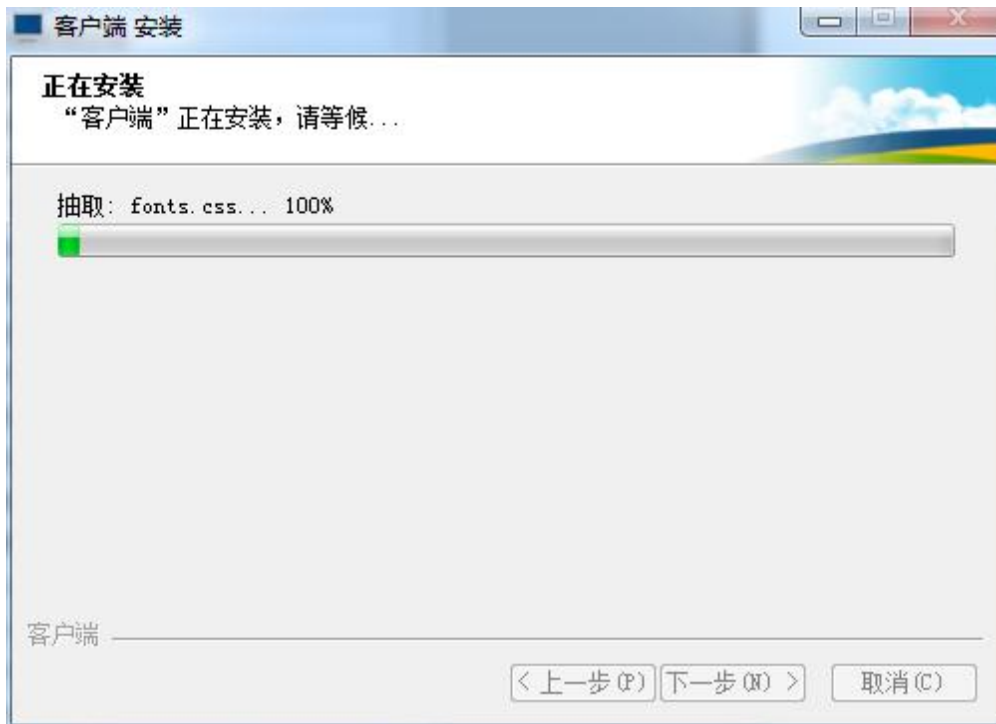 客户端 安装
正在安装
“客户端”正在安装，请等候...
抽取: fonts.css... 100%
客户端
< 上一步(P) 下一步(N) > 取消(C)